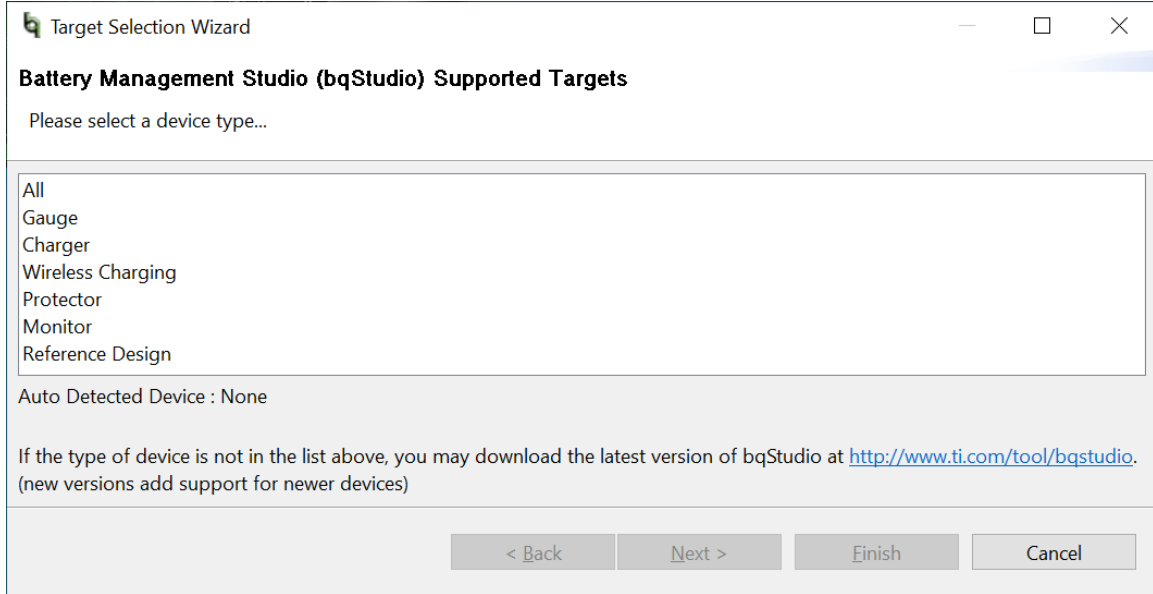 Target Selection Wizard
Battery Management Studio (bqStudio) Supported Targets
Please select a device type...
All
Gauge
Charger
Wireless Charging
Protector
Monitor
Reference Design
Auto Detected Device : None
If the type of device is not in the list above, you may download the latest version of bqStudio at http://www.ti.com/tool/bqstudio.
(new versions add support for newer devices)
< Back Next > Finish Cancel